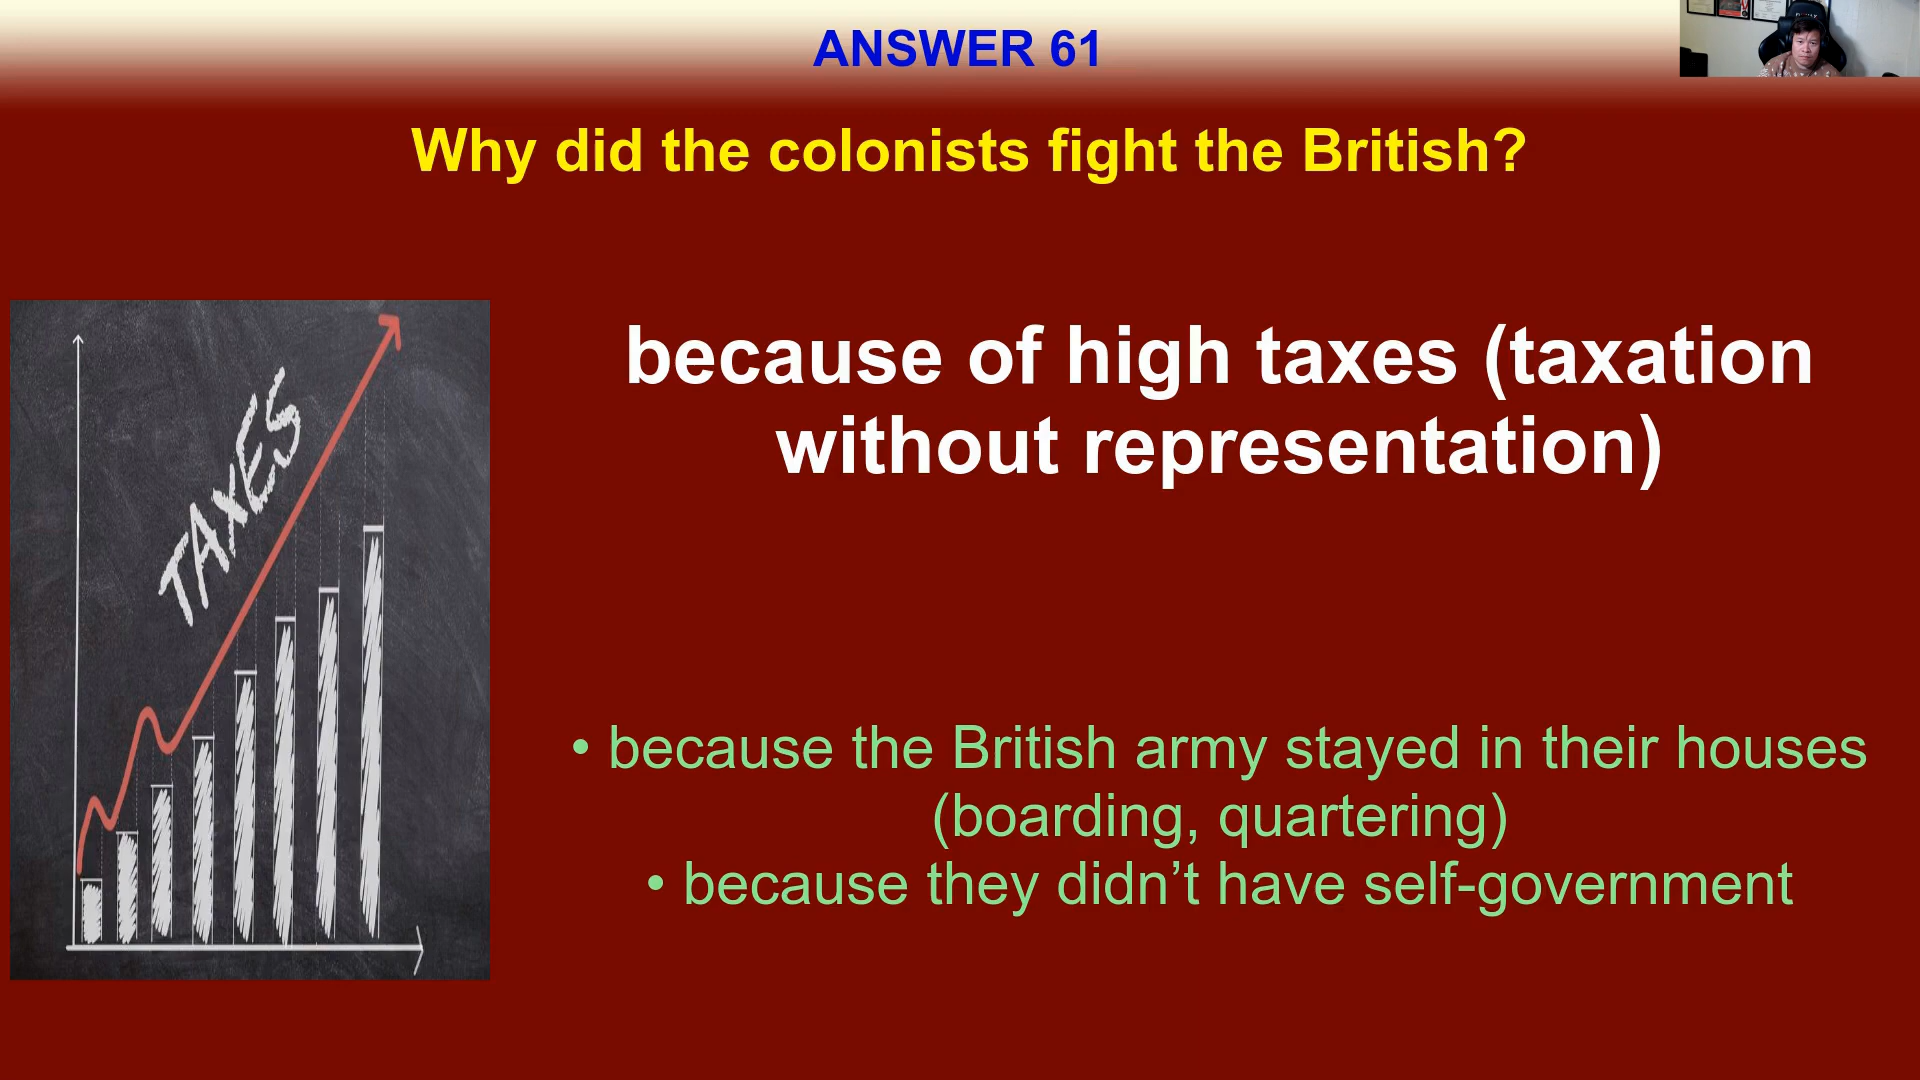 ANSWER 61
Why did the colonists fight the British?
TAXES
because of high taxes (taxation
without representation)
• because the British army stayed in their houses
(boarding, quartering)
• because they didn’t have self-government